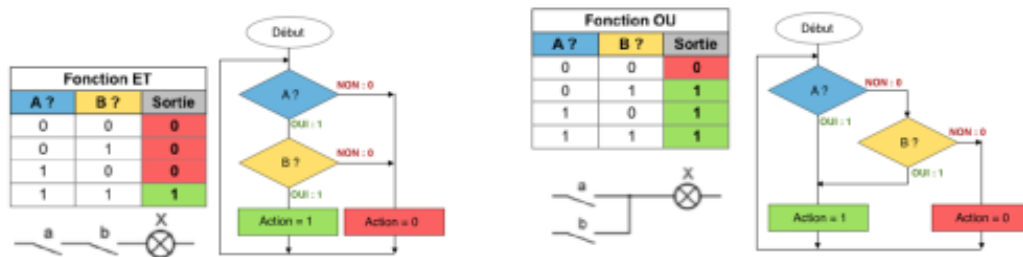 Fonction ET
A ? B ? Sortie
0 0 0
0 1 0
1 0 0
1 1 1
a b X
Début
A ?
NON : 0
OUI : 1
B ?
NON : 0
OUI : 1
Action = 1
Action = 0
Fonction OU
A ? B ? Sortie
0 0 0
0 1 1
1 0 1
1 1 1
a X
b
Début
A ?
NON : 0
OUI : 1
B ?
NON : 0
OUI : 1
Action = 1
Action = 0